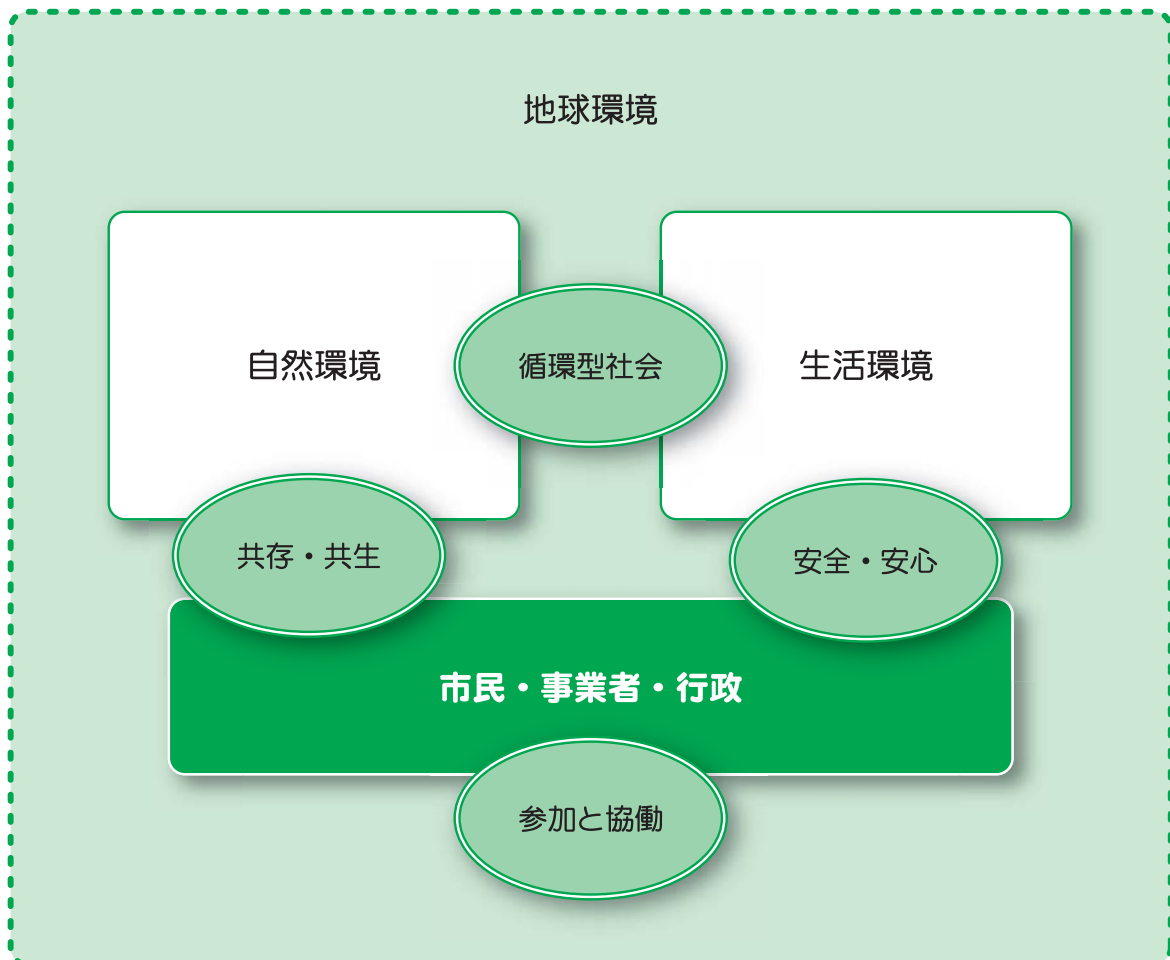 地球環境
自然環境
循環型社会
生活環境
共存・共生
安全・安心
市民・事業者・行政
参加と協働